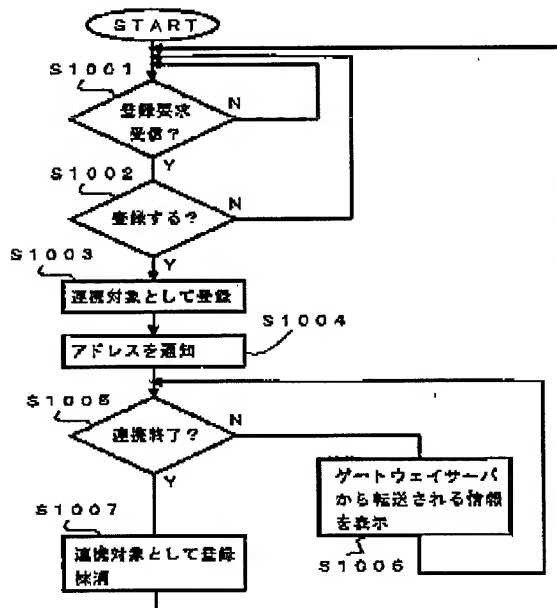 START
S1001
登録要求
受信？
N
Y
S1002
登録する？
N
Y
S1003
連携対象として登録
S1004
アドレスを通知
S1005
連携終了？
N
Y
ゲートウェイサーバ
から転送される情報
を表示
S1006
S1007
連携対象として登録
抹消